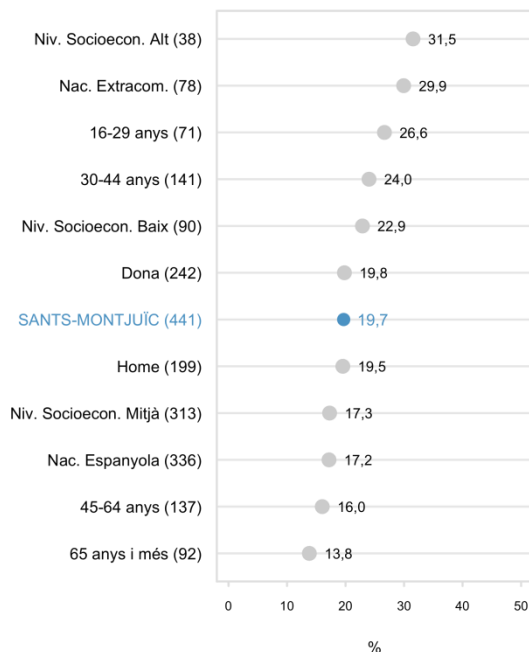 Niv. Socioecon. Alt (38) 31,5
Nac. Extracom. (78) 29,9
16-29 anys (71) 26,6
30-44 anys (141) 24,0
Niv. Socioecon. Baix (90) 22,9
Dona (242) 19,8
SANTS-MONTJUÏC (441) 19,7
Home (199) 19,5
Niv. Socioecon. Mitjà (313) 17,3
Nac. Espanyola (336) 17,2
45-64 anys (137) 16,0
65 anys i més (92) 13,8
0 10 20 30 40 50
%